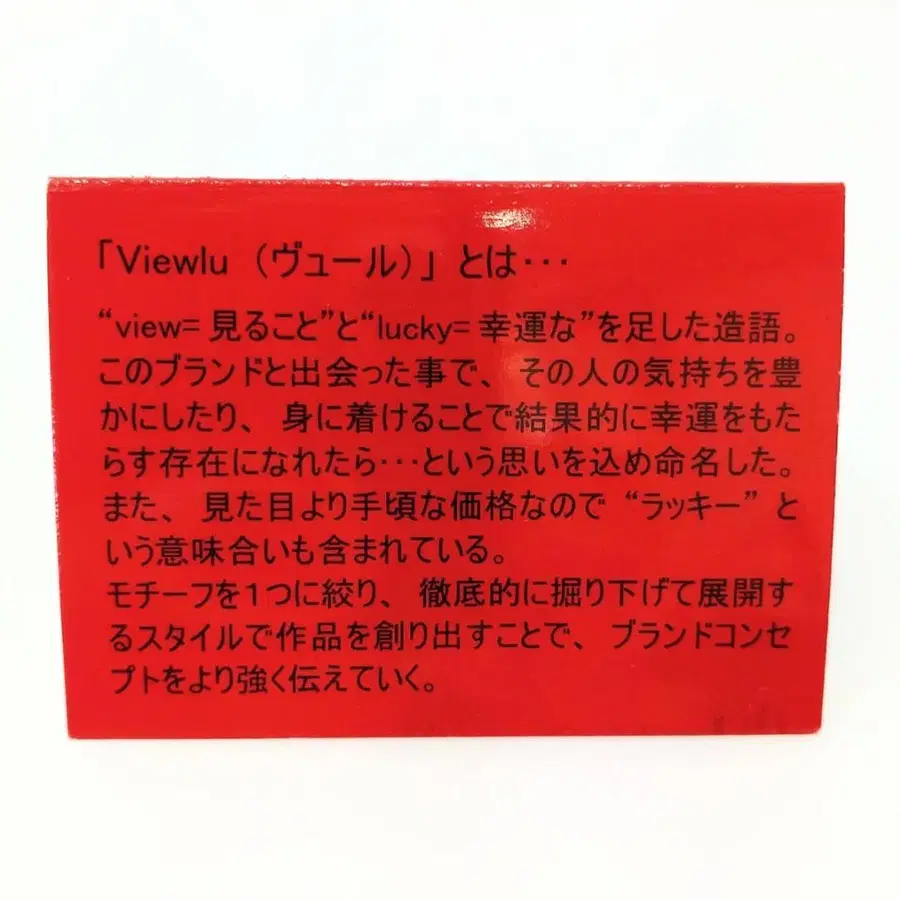 「Viewlu（ヴュール）」とは・・・
“view=見ること”と“lucky=幸運な”を足した造語。
このブランドと出会った事で、その人の気持ちを豊
かにしたり、身に着けることで結果的に幸運をもた
らす存在になれたら・・・という思いを込め命名した。
また、見た目より手頃な価格なので“ラッキー”と
いう意味合いも含まれている。
モチーフを1つに絞り、徹底的に掘り下げて展開す
るスタイルで作品を創り出すことで、ブランドコンセ
プトをより強く伝えていく。